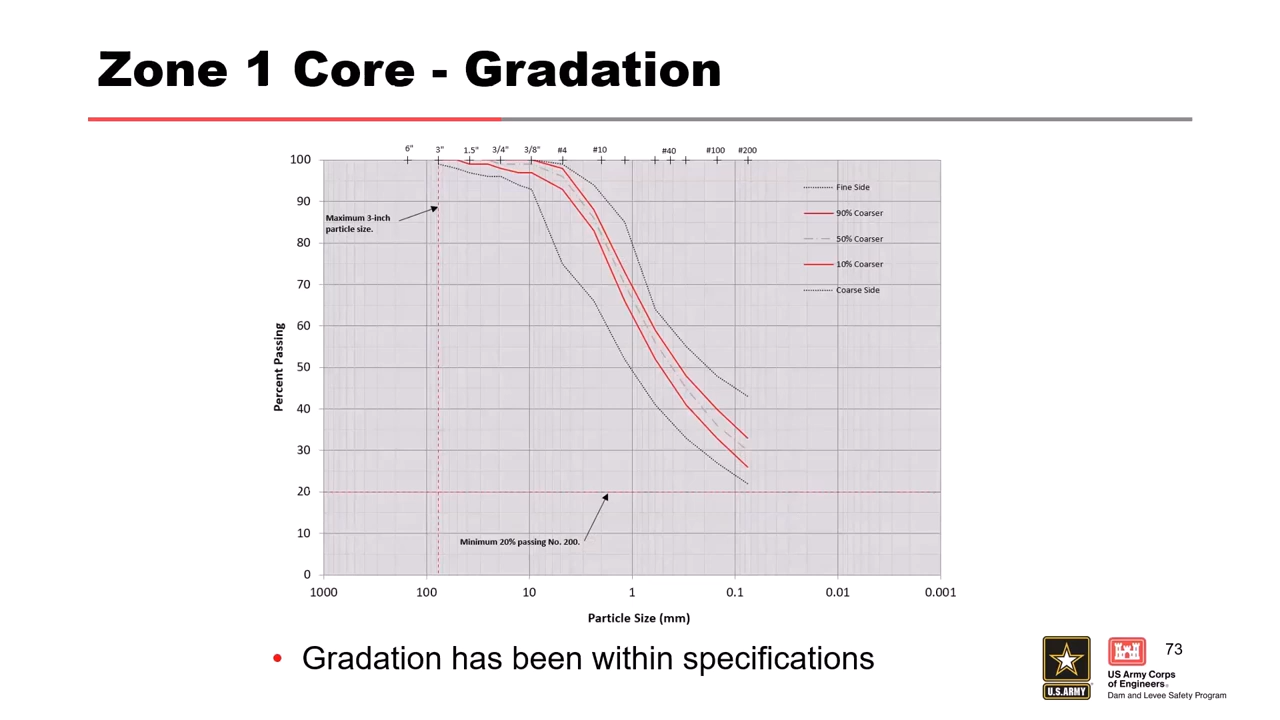 Zone 1 Core - Gradation
6" 3" 1.5" 3/4" 3/8" #4 #10 #40 #100 #200
100
90
80
70
60
50
40
30
20
10
0
Percent Passing
Maximum 3-inch
particle size.
Fine Side
90% Coarser
50% Coarser
10% Coarser
Coarse Side
Minimum 20% passing No. 200.
1000 100 10 1 0.1 0.01 0.001
Particle Size (mm)
• Gradation has been within specifications
U.S.ARMY
US Army Corps
of Engineers®
Dam and Levee Safety Program
73